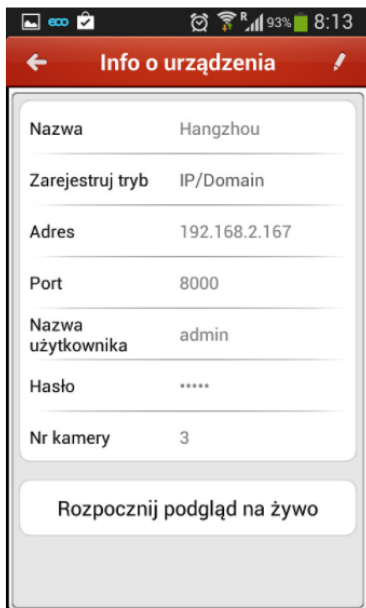 eco R 93% 8:13
Info o urządzenia
Nazwa Hangzhou
Zarejestruj tryb IP/Domain
Adres 192.168.2.167
Port 8000
Nazwa
użytkownika admin
Hasło •••••
Nr kamery 3
Rozpocznij podgląd na żywo